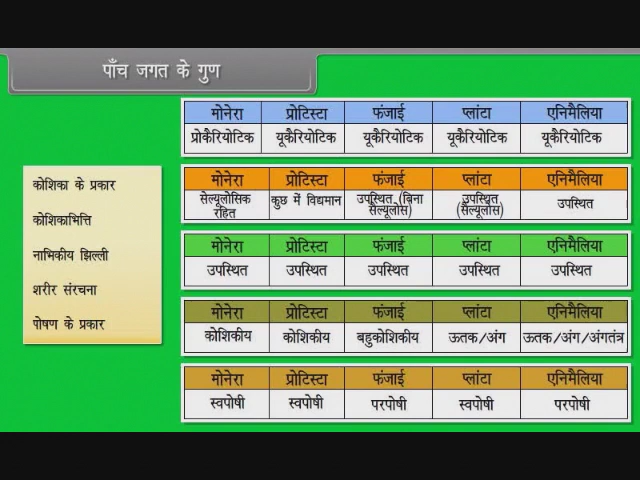 पाँच जगत के गुण
मोनेरा प्रोटिस्टा फंजाई प्लांटा एनिमैलिया
प्रोकैरियोटिक यूकैरियोटिक यूकैरियोटिक यूकैरियोटिक यूकैरियोटिक
कोशिका के प्रकार
कोशिकाभित्ति
नाभिकीय झिल्ली
शरीर संरचना
पोषण के प्रकार
मोनेरा प्रोटिस्टा फंजाई प्लांटा एनिमैलिया
सेल्यूलोसिक रहित कुछ में विद्यमान उपस्थित (बिना सेल्यूलोस) उपस्थित (सेल्यूलोस) उपस्थित
मोनेरा प्रोटिस्टा फंजाई प्लांटा एनिमैलिया
उपस्थित उपस्थित उपस्थित उपस्थित उपस्थित
मोनेरा प्रोटिस्टा फंजाई प्लांटा एनिमैलिया
कोशिकीय कोशिकीय बहुकोशिकीय ऊतक/अंग ऊतक/अंग/अंगतंत्र
मोनेरा प्रोटिस्टा फंजाई प्लांटा एनिमैलिया
स्वपोषी स्वपोषी परपोषी स्वपोषी परपोषी